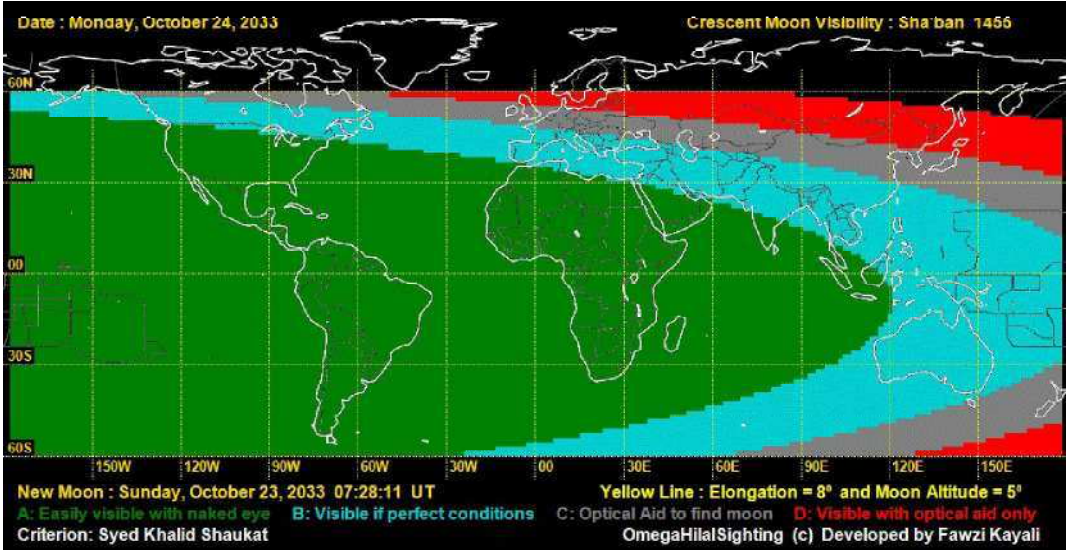 Date : Monday, October 24, 2033 Crescent Moon Visibility : Sha'ban 1455
60N
30N
00
30S
60S
150W 120W 90W 60W 30W 00 30E 60E 90E 120E 150E
New Moon : Sunday, October 23, 2033 07:28:11 UT Yellow Line : Elongation = 8º and Moon Altitude = 5º
A: Easily visible with naked eye B: Visible if perfect conditions C: Optical Aid to find moon D: Visible with optical aid only
Criterion: Syed Khalid Shaukat OmegaHilalSighting (c) Developed by Fawzi Kayali